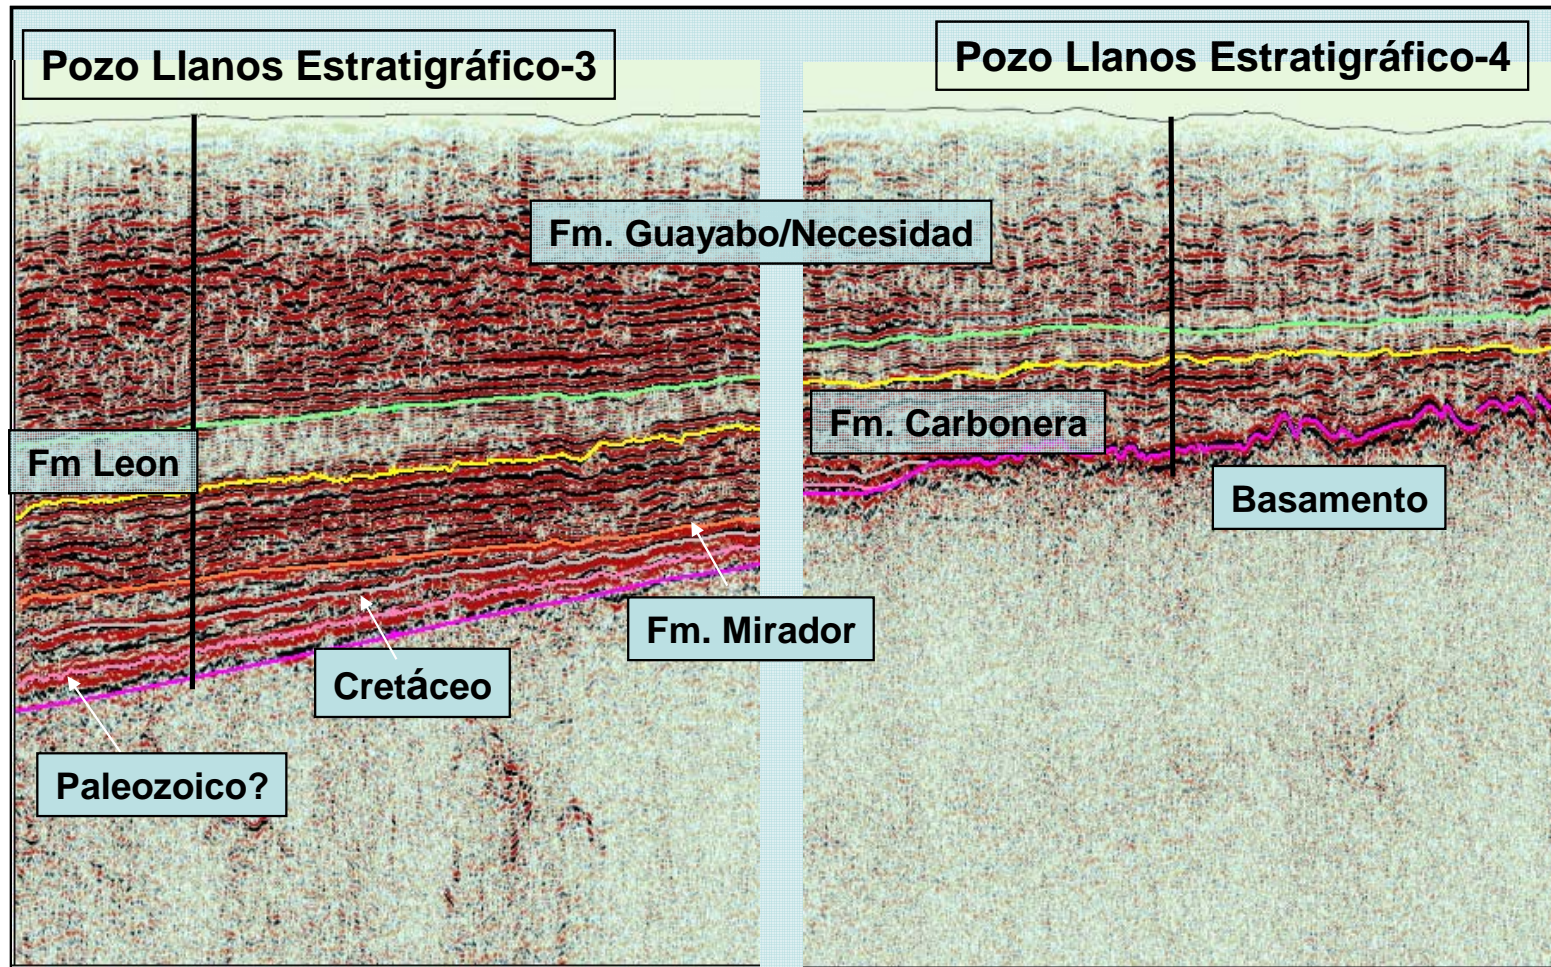 Pozo Llanos Estratigráfico-3
Pozo Llanos Estratigráfico-4
Fm. Guayabo/Necesidad
Fm Leon
Fm. Carbonera
Basamento
Fm. Mirador
Cretáceo
Paleozoico?